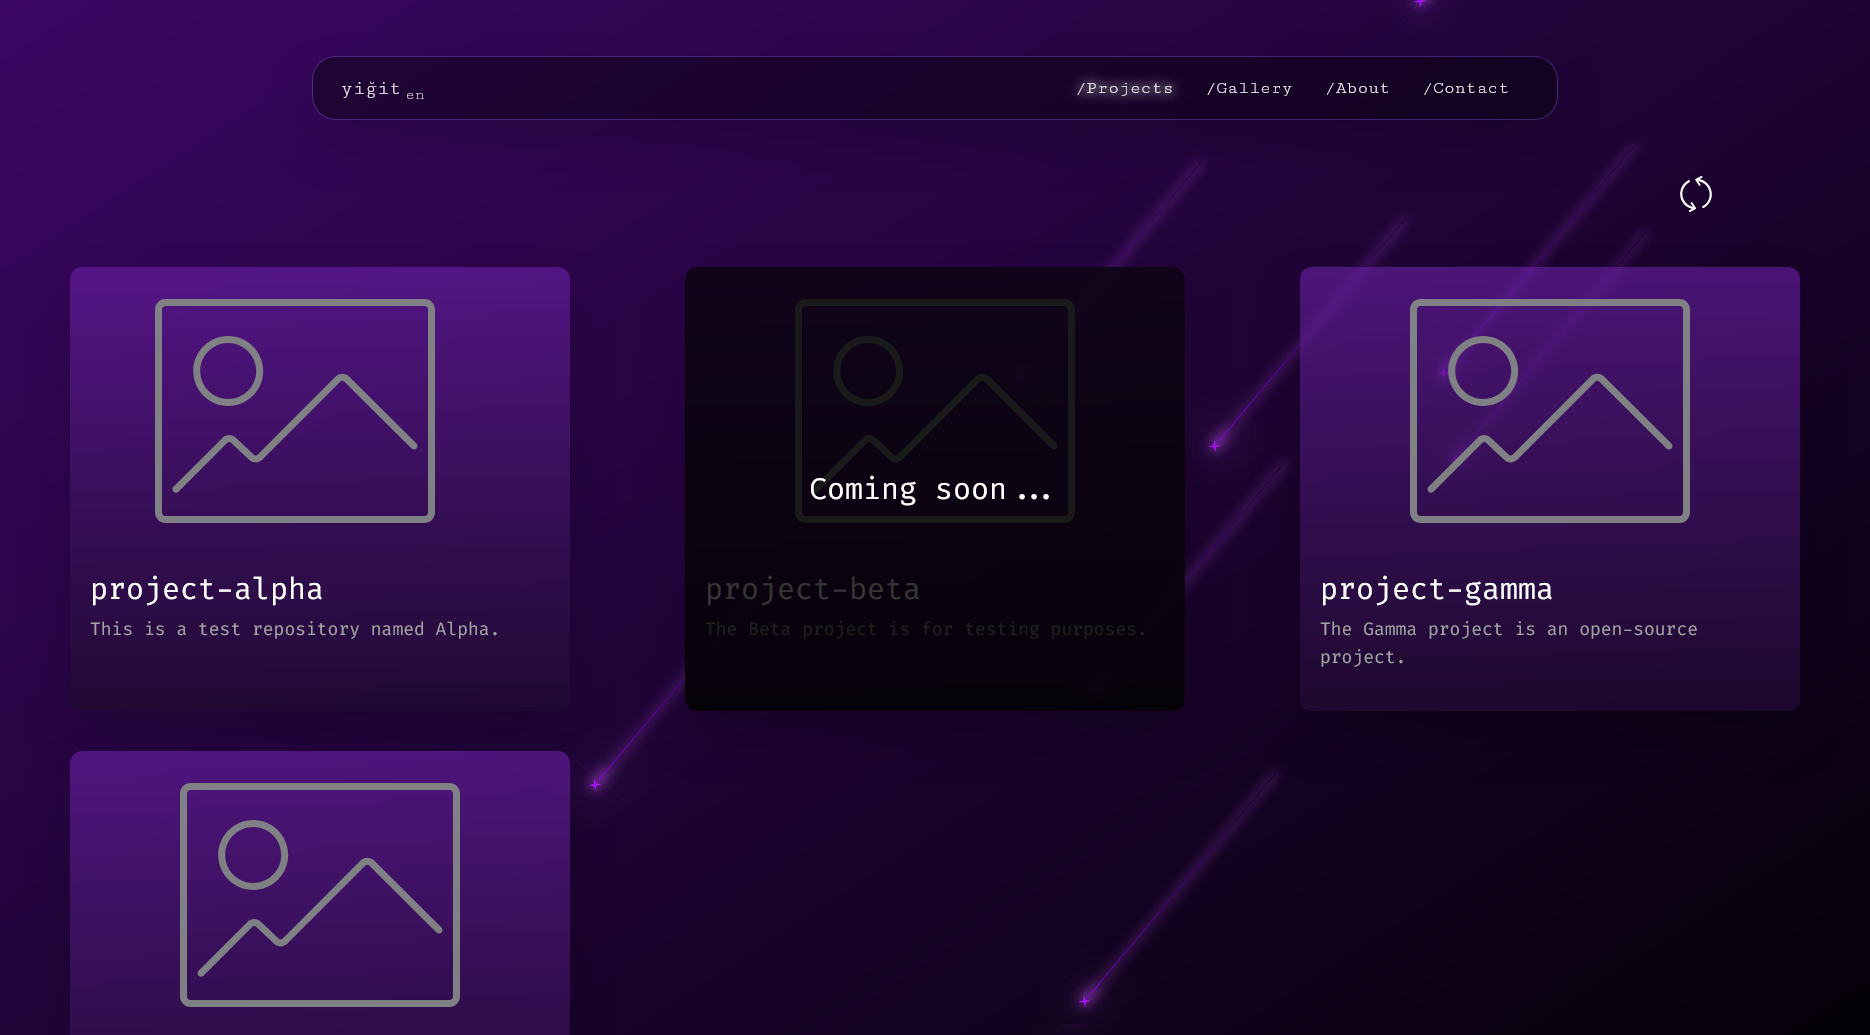 yiğit en
/Projects /Gallery /About /Contact
Coming soon...
project-alpha
This is a test repository named Alpha.
project-beta
The Beta project is for testing purposes.
project-gamma
The Gamma project is an open-source
project.